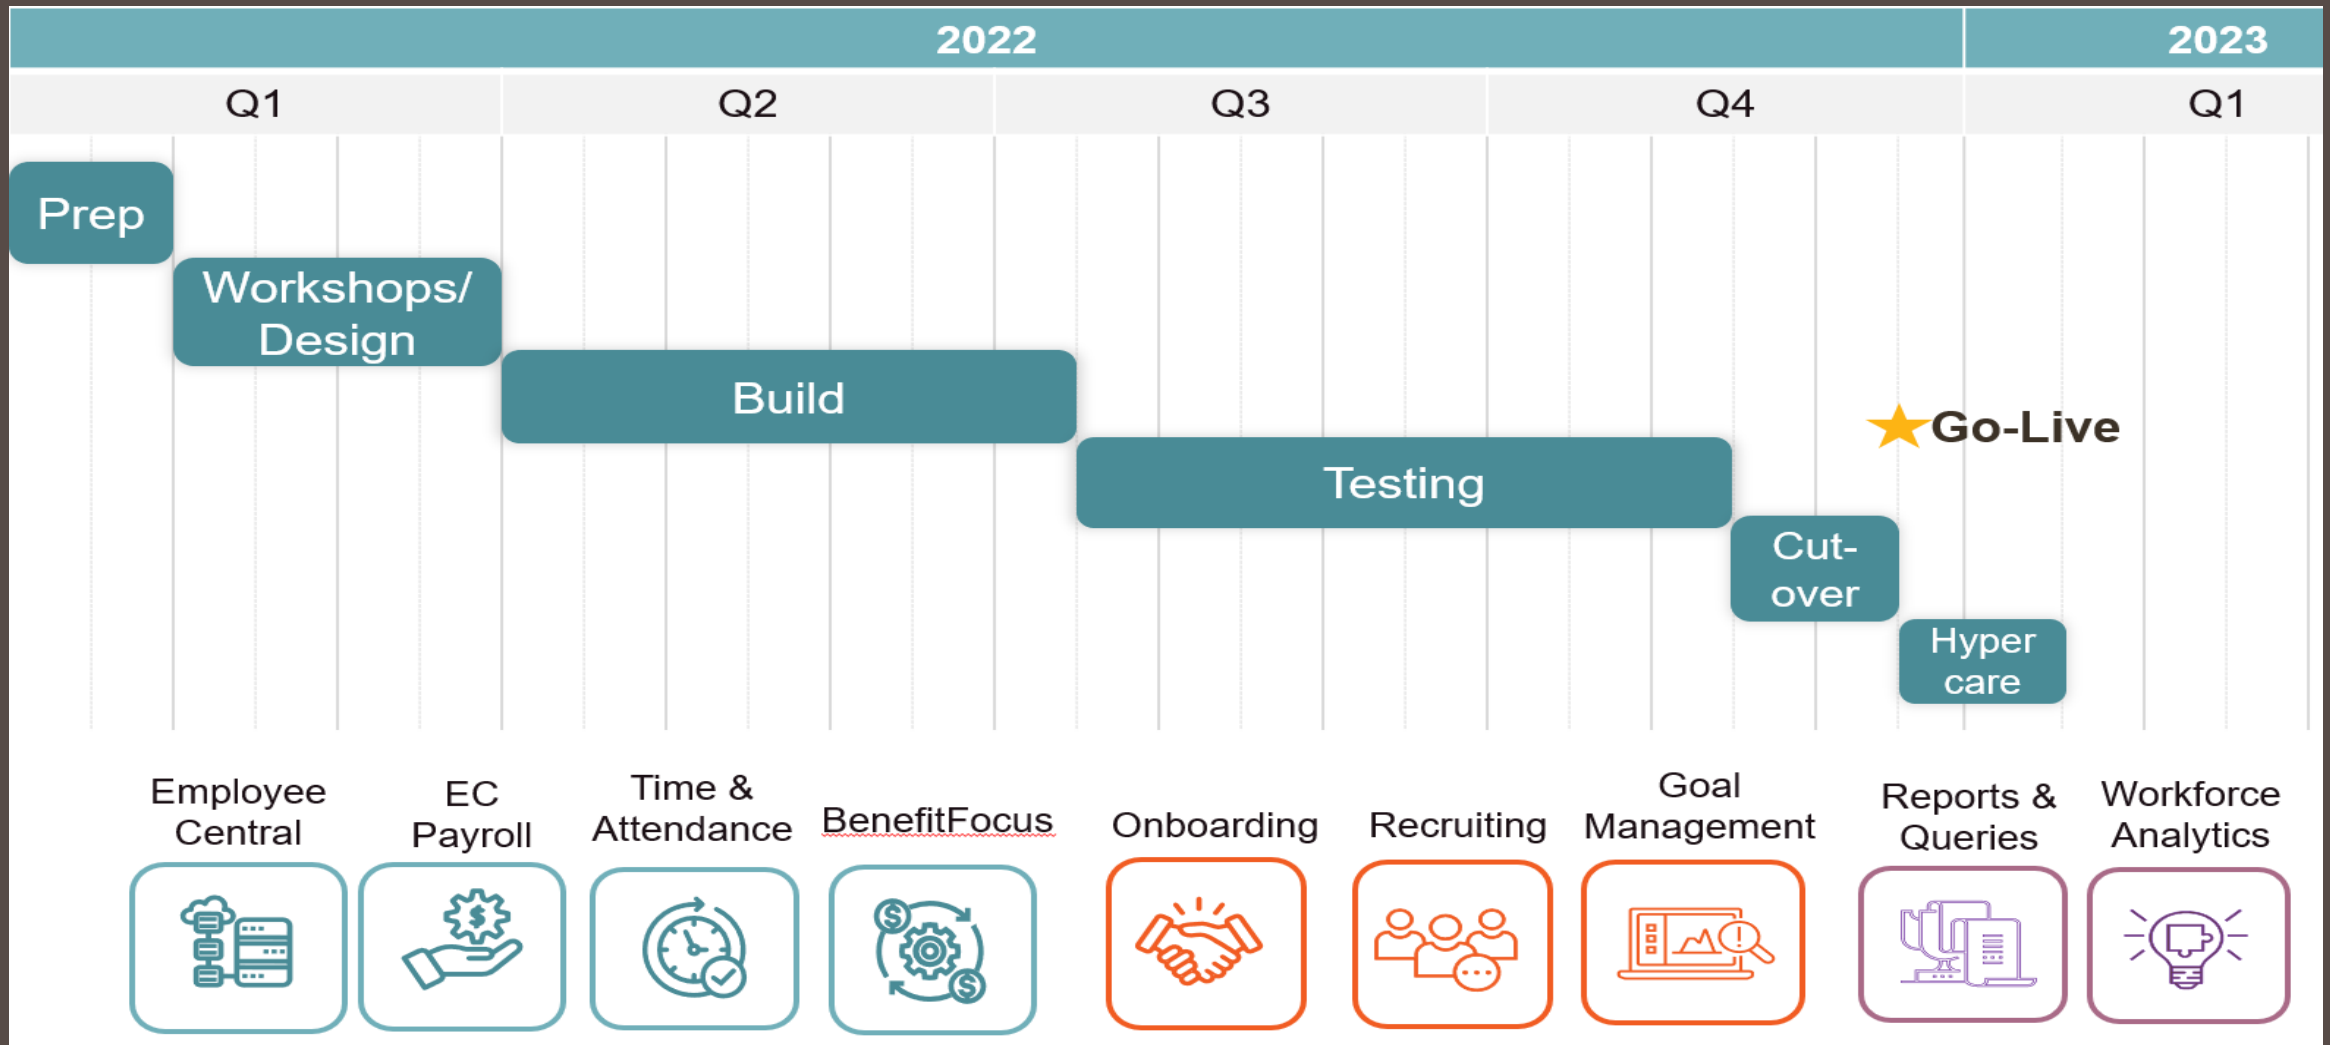 2022
2023
Q1
Q2
Q3
Q4
Q1
Prep
Workshops/
Design
Build
Go-Live
Testing
Cut-
over
Hyper
care
Employee
Central
EC
Payroll
Time &
Attendance
BenefitFocus
Onboarding
Recruiting
Goal
Management
Reports &
Queries
Workforce
Analytics
$
$
$
!